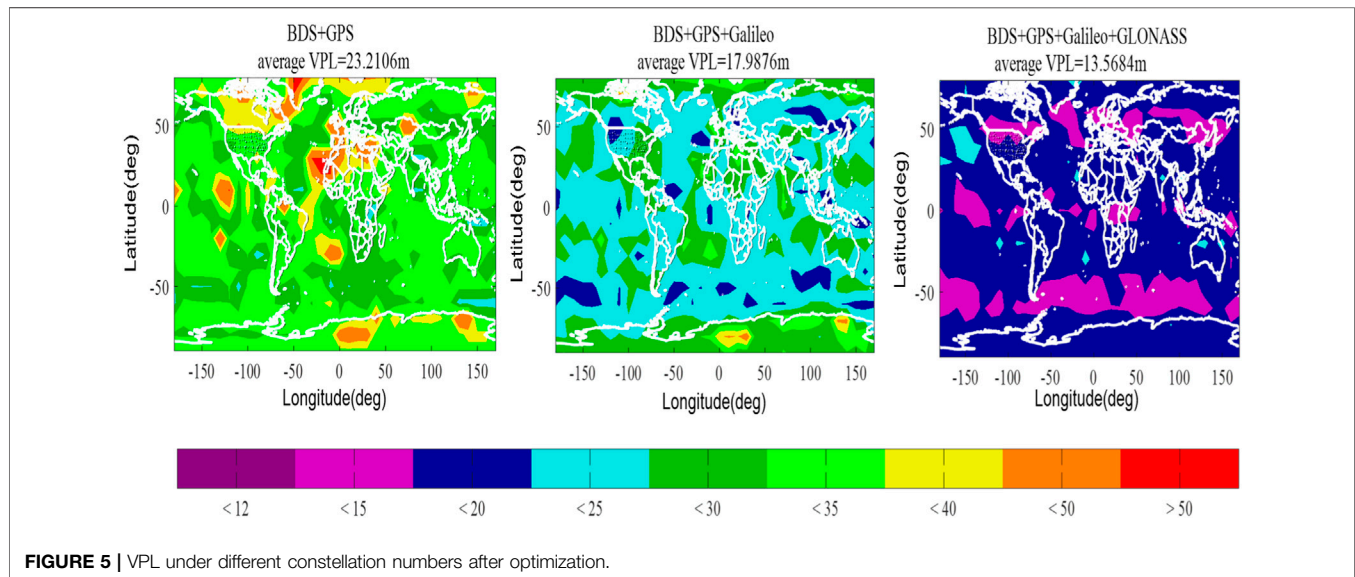 BDS+GPS
average VPL=23.2106m
BDS+GPS+Galileo
average VPL=17.9876m
BDS+GPS+Galileo+GLONASS
average VPL=13.5684m
Latitude(deg)
50
0
-50
-150 -100 -50 0 50 100 150
Longitude(deg)
Latitude(deg)
50
0
-50
-150 -100 -50 0 50 100 150
Longitude(deg)
Latitude(deg)
50
0
-50
-150 -100 -50 0 50 100 150
Longitude(deg)
<12 <15 <20 <25 <30 <35 <40 <50 >50
FIGURE 5 | VPL under different constellation numbers after optimization.